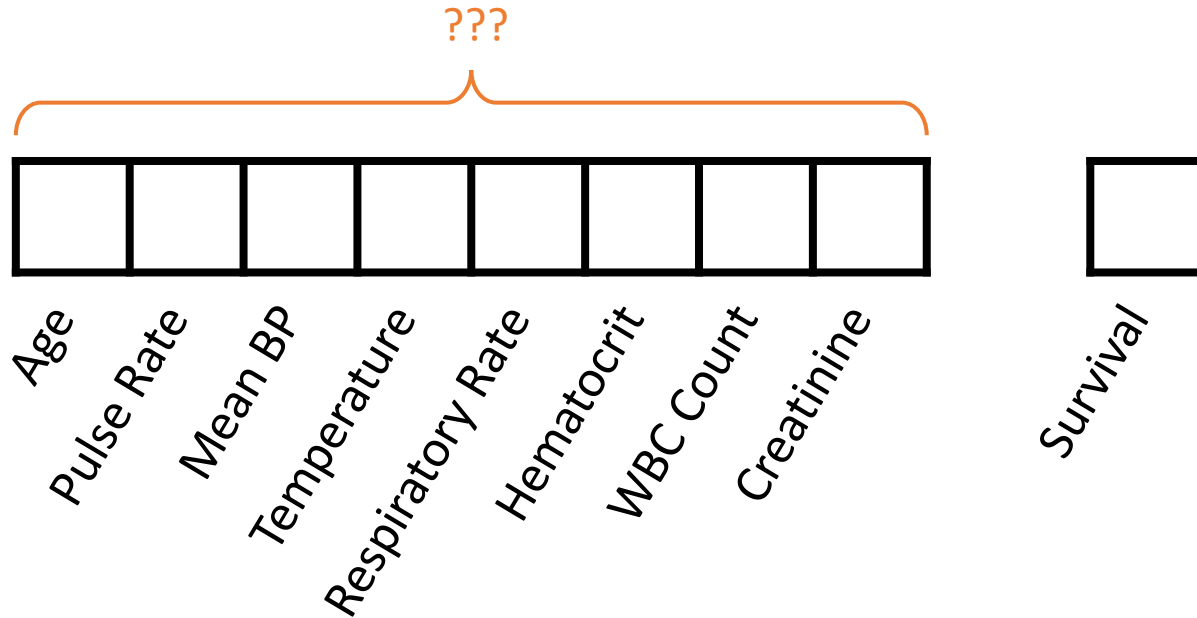 ???
Age
Pulse Rate
Mean BP
Temperature
Respiratory Rate
Hematocrit
WBC Count
Creatinine
Survival